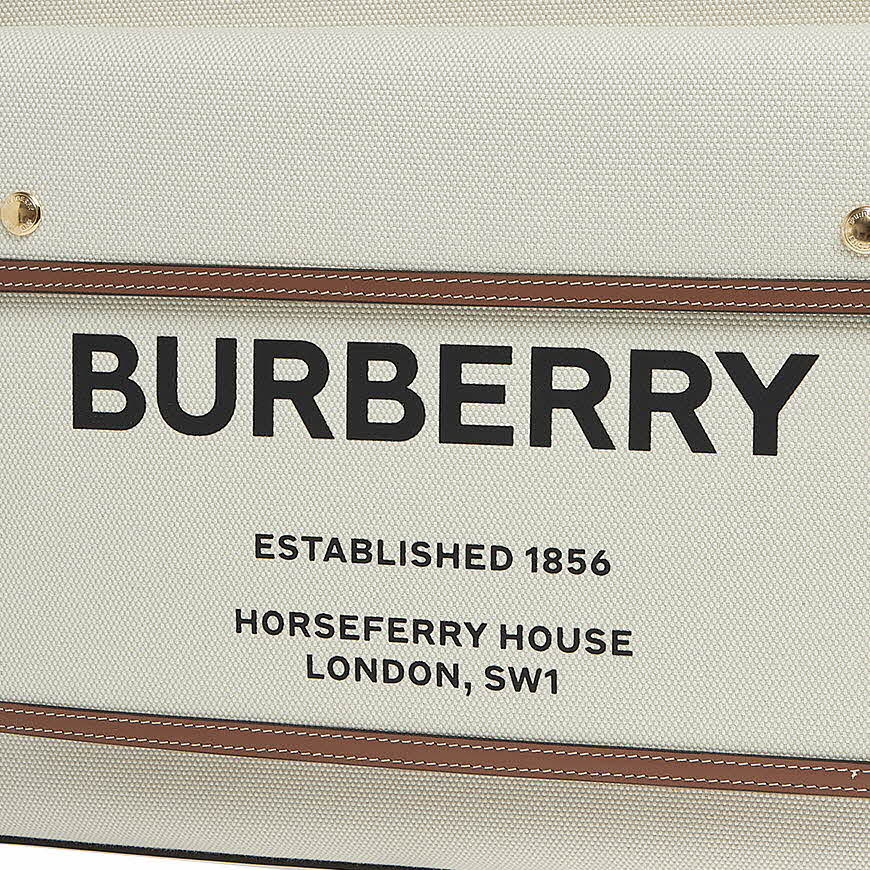 BURBERRY
ESTABLISHED 1856
HORSEFERRY HOUSE
LONDON, SW1